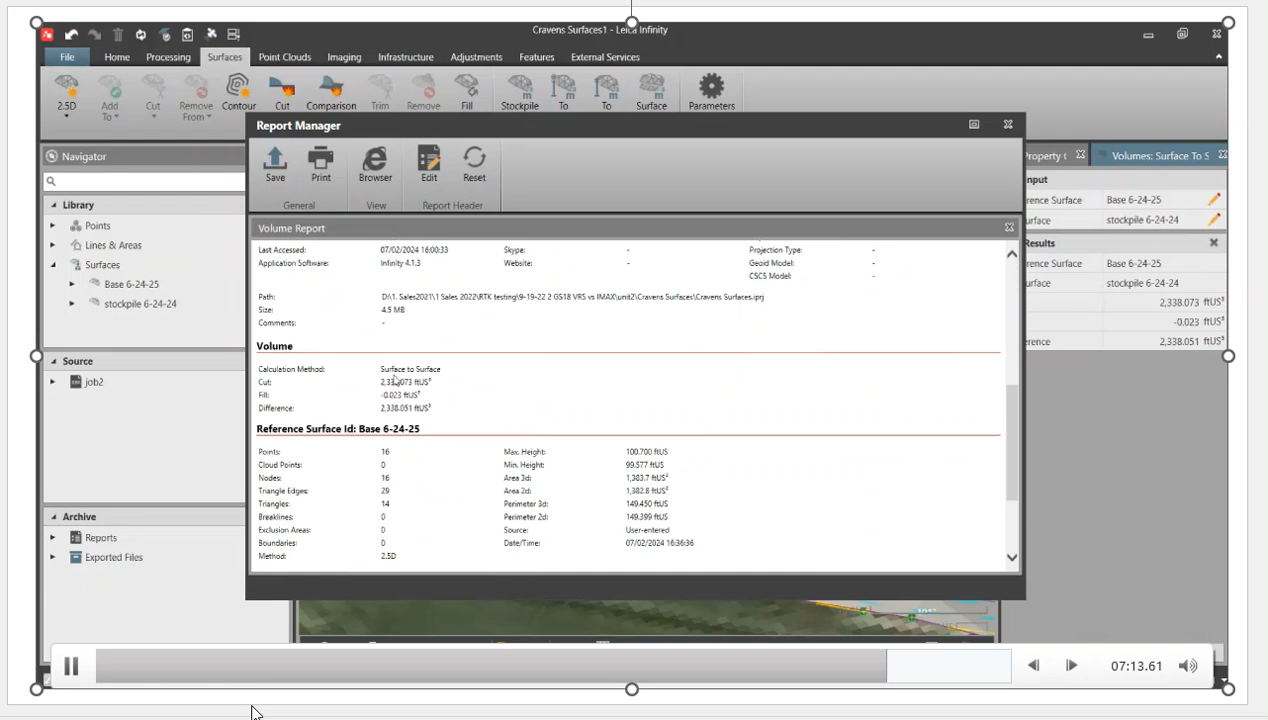 Cravens Surfaces1 - Leica Infinity
File Home Processing Surfaces Point Clouds Imaging Infrastructure Adjustments Features External Services
2.5D Add To Cut Remove From Contour Cut Comparison Trim Remove Fill Stockpile To To Surface Parameters
Report Manager
Save Print Browser Edit Reset
General View Report Header
Navigator
Library
Points
Lines & Areas
Surfaces
Base 6-24-25
stockpile 6-24-24
Source
job2
Archive
Reports
Exported Files
Volume Report
Last Accessed: 07/02/2024 16:00:33 Skype: - Projection Type: -
Application Software: Infinity 4.1.3 Website: - Geoid Model: -
CSCS Model: -
Path: D:\1. Sales2021\1 Sales 2022\RTK testing\9-19-22 2 GS18 VRS vs IMAX\unit2\Cravens Surfaces\Cravens Surfaces.iprj
Size: 4.5 MB
Comments: -
Volume
Calculation Method: Surface to Surface
Cut: 2,338.073 ftUS³
Fill: -0.023 ftUS³
Difference: 2,338.051 ftUS³
Reference Surface Id: Base 6-24-25
Points: 16 Max. Height: 100.700 ftUS
Cloud Points: 0 Min. Height: 99.577 ftUS
Nodes: 16 Area 3d: 1,383.7 ftUS²
Triangle Edges: 29 Area 2d: 1,382.8 ftUS²
Triangles: 14 Perimeter 3d: 149.450 ftUS
Breaklines: 0 Perimeter 2d: 149.399 ftUS
Exclusion Areas: 0 Source: User-entered
Boundaries: 0 Date/Time: 07/02/2024 16:36:36
Method: 2.5D
Property Volumes: Surface To S
nput
rence Surface Base 6-24-25
urface stockpile 6-24-24
Results
rence Surface Base 6-24-25
urface stockpile 6-24-24
2,338.073 ftUS³
-0.023 ftUS³
erence 2,338.051 ftUS³
07:13.61